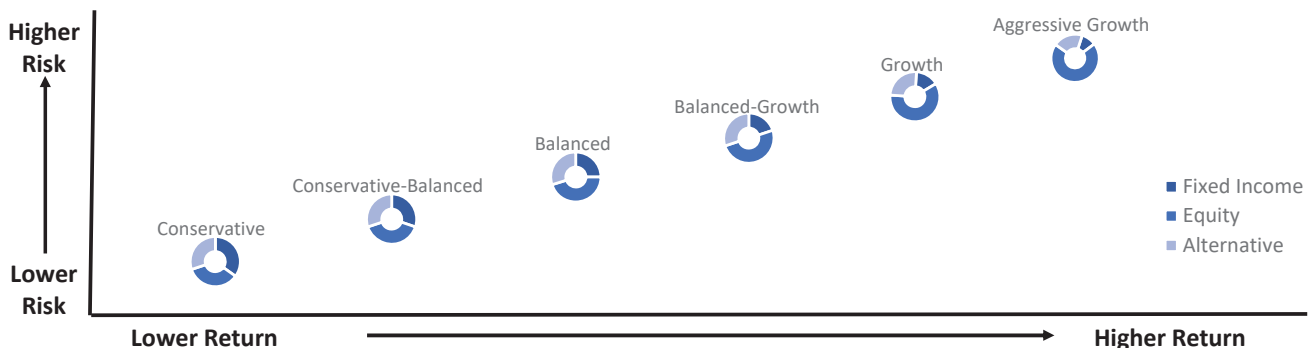 Higher
Risk
Lower
Risk
Aggressive Growth
Growth
Balanced-Growth
Balanced
Conservative-Balanced
Conservative
Fixed Income
Equity
Alternative
Lower Return
Higher Return